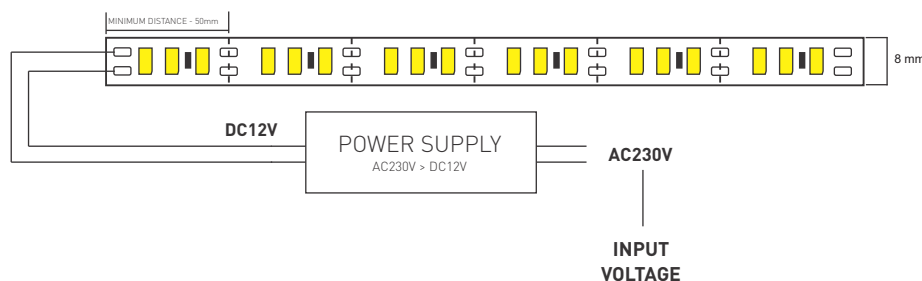 MINIMUM DISTANCE - 50mm
8 mm
DC12V
POWER SUPPLY
AC230V > DC12V
AC230V
INPUT
VOLTAGE